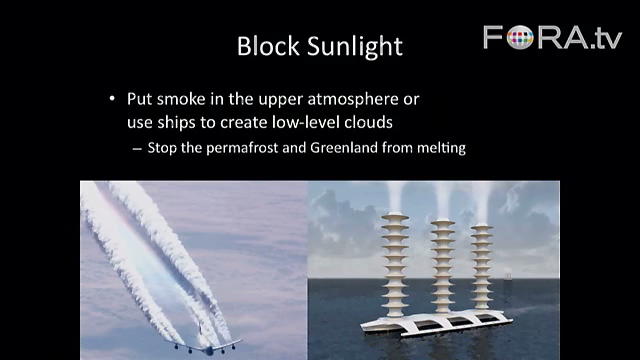 Block Sunlight
FORA.tv
• Put smoke in the upper atmosphere or
use ships to create low-level clouds
– Stop the permafrost and Greenland from melting